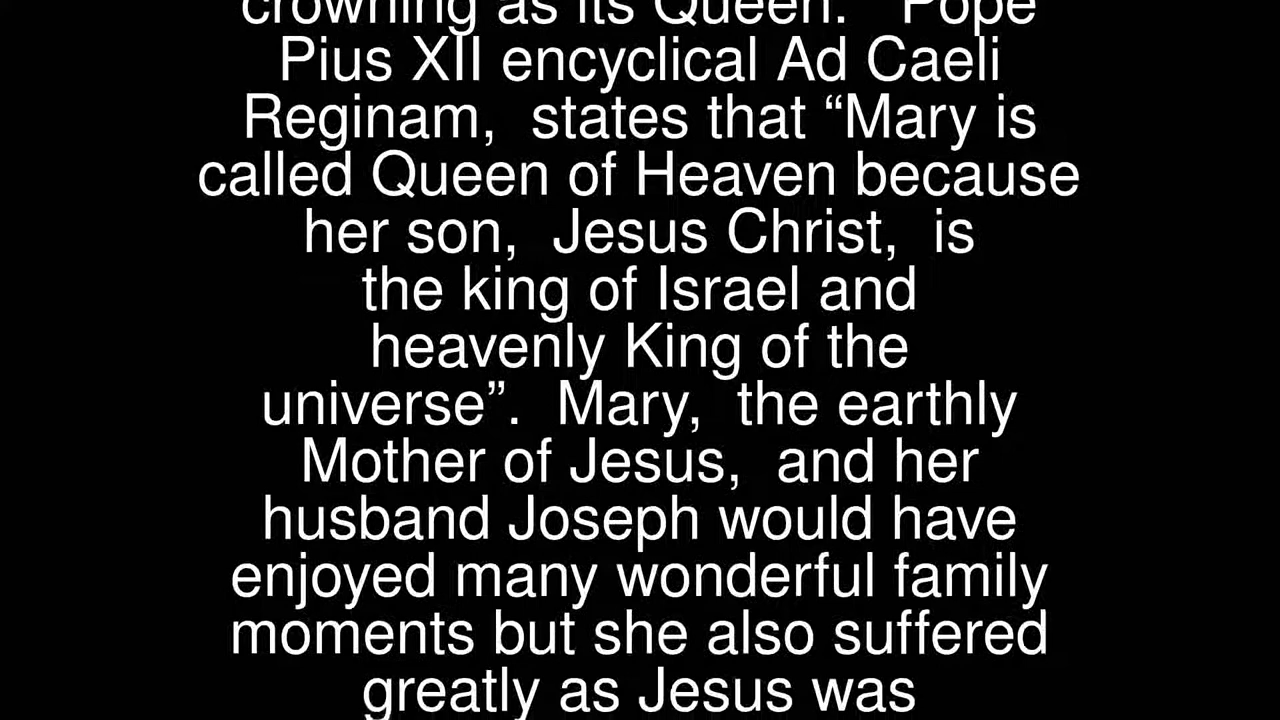 crowning as its Queen.  Pope
Pius XII encyclical Ad Caeli
Reginam,  states that “Mary is
called Queen of Heaven because
her son,  Jesus Christ,  is
the king of Israel and
heavenly King of the
universe”.  Mary,  the earthly
Mother of Jesus,  and her
husband Joseph would have
enjoyed many wonderful family
moments but she also suffered
greatly as Jesus was